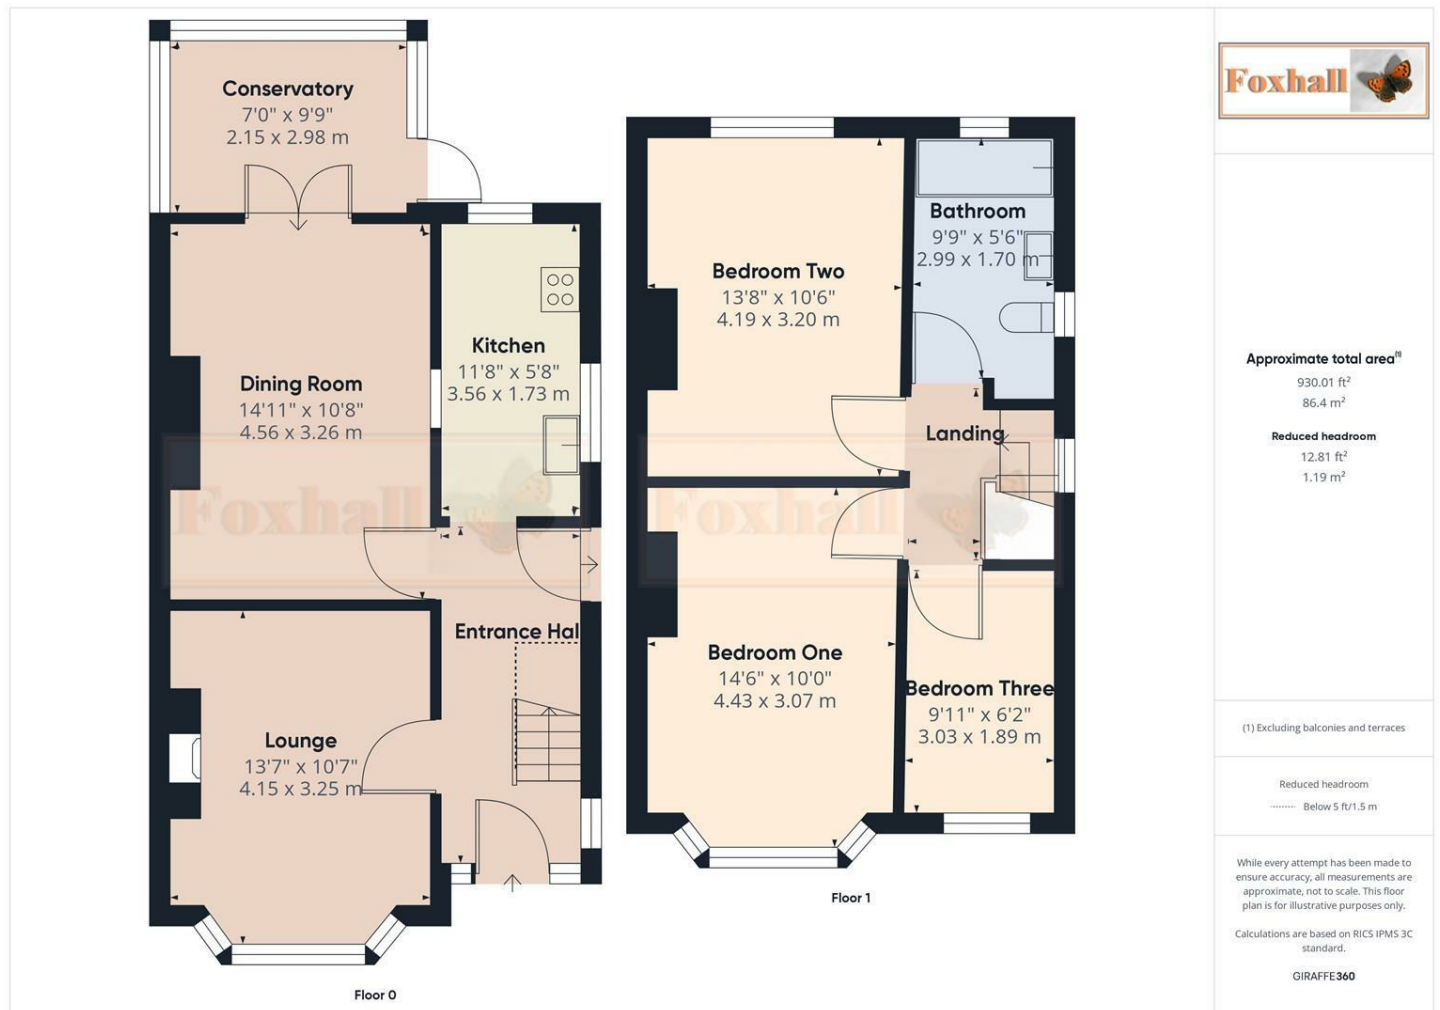 Conservatory
7'0" x 9'9"
2.15 x 2.98 m
Dining Room
14'11" x 10'8"
4.56 x 3.26 m
Kitchen
11'8" x 5'8"
3.56 x 1.73 m
Entrance Hal
Lounge
13'7" x 10'7"
4.15 x 3.25 m
Floor 0
Bedroom Two
13'8" x 10'6"
4.19 x 3.20 m
Bathroom
9'9" x 5'6"
2.99 x 1.70 m
Landing
Bedroom One
14'6" x 10'0"
4.43 x 3.07 m
Bedroom Three
9'11" x 6'2"
3.03 x 1.89 m
Floor 1
Foxhall
Foxhall
Foxhall
Approximate total area(1)
930.01 ft²
86.4 m²
Reduced headroom
12.81 ft²
1.19 m²
(1) Excluding balconies and terraces
Reduced headroom
Below 5 ft/1.5 m
While every attempt has been made to
ensure accuracy, all measurements are
approximate, not to scale. This floor
plan is for illustrative purposes only.
Calculations are based on RICS IPMS 3C
standard.
GIRAFFE360